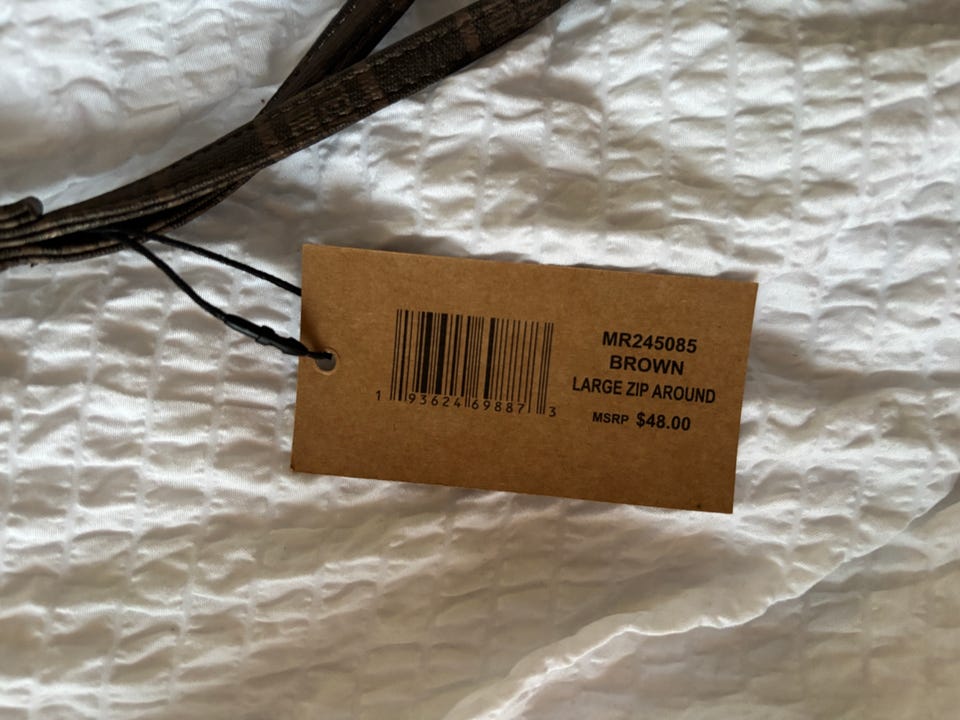 1 93624 69887 3
MR245085
BROWN
LARGE ZIP AROUND
MSRP $48.00